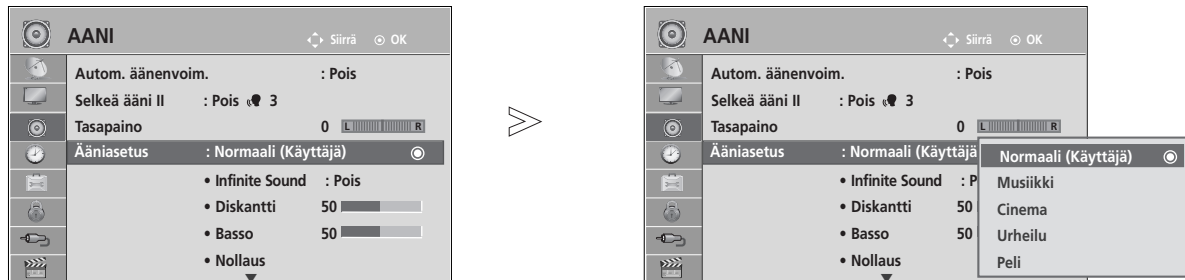 AANI
Siirrä OK
Autom. äänenvoim. : Pois
Selkeä ääni II : Pois 3
Tasapaino 0 L R
Ääniasetus : Normaali (Käyttäjä)
• Infinite Sound : Pois
• Diskantti 50
• Basso 50
• Nollaus
>
AANI
Siirrä OK
Autom. äänenvoim. : Pois
Selkeä ääni II : Pois 3
Tasapaino 0 L R
Ääniasetus : Normaali (Käyttäjä
• Infinite Sound : P
• Diskantti 50
• Basso 50
• Nollaus
Normaali (Käyttäjä)
Musiikki
Cinema
Urheilu
Peli